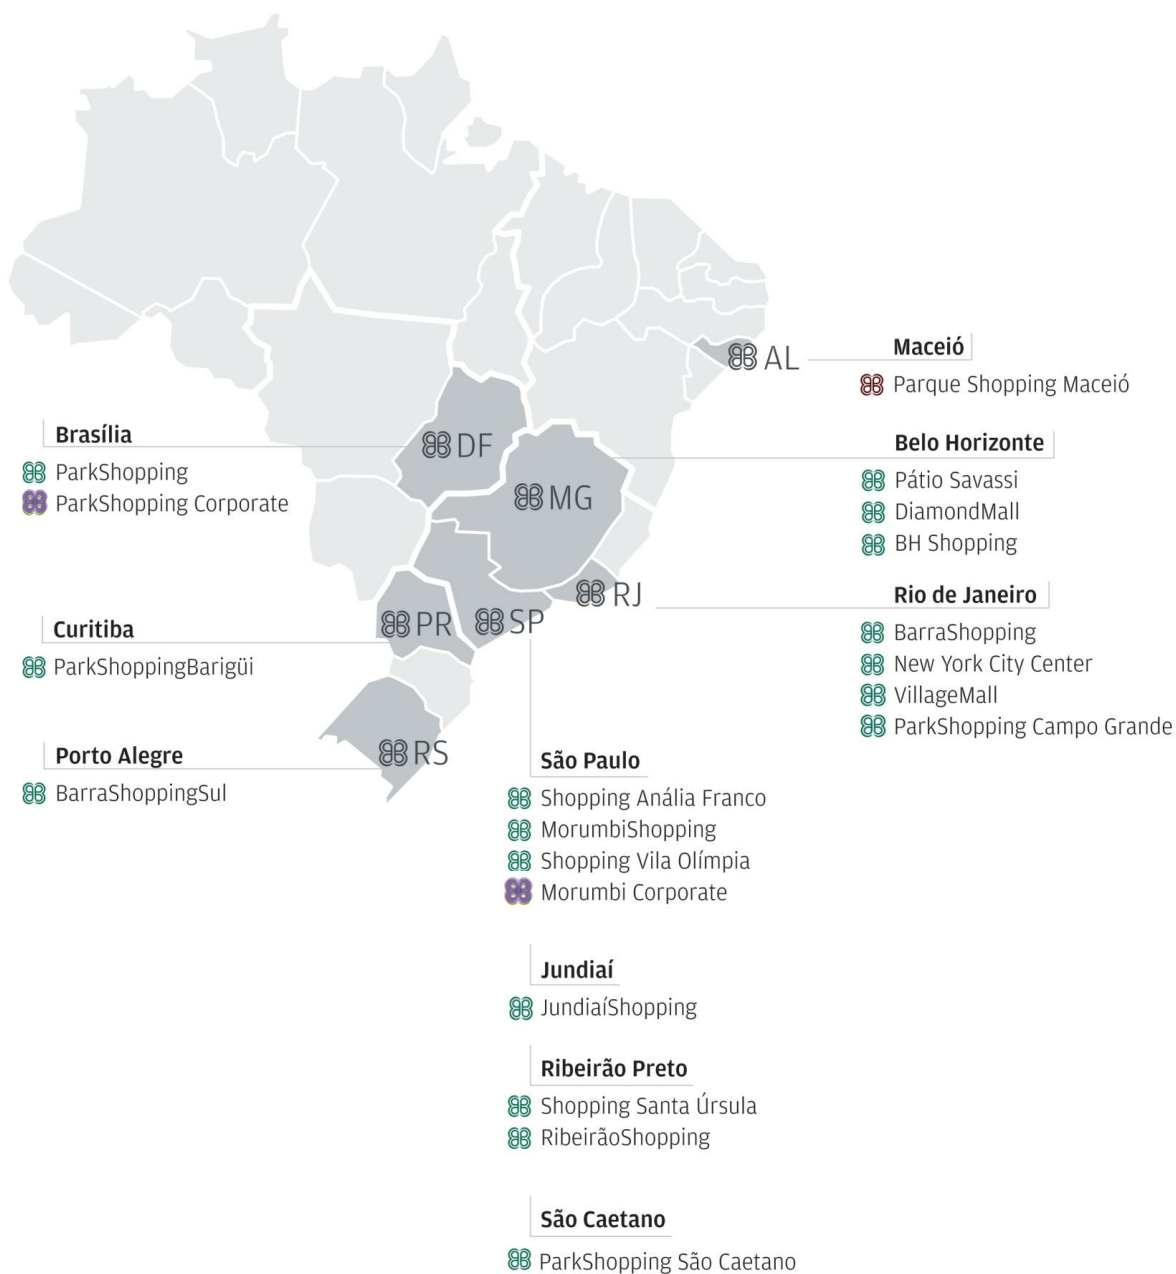 AL
DF
MG
RJ
PR
SP
RS
Maceió
Parque Shopping Maceió
Brasília
ParkShopping
ParkShopping Corporate
Belo Horizonte
Pátio Savassi
DiamondMall
BH Shopping
Rio de Janeiro
BarraShopping
New York City Center
VillageMall
ParkShopping Campo Grande
Curitiba
ParkShoppingBarigüi
Porto Alegre
BarraShoppingSul
São Paulo
Shopping Anália Franco
MorumbiShopping
Shopping Vila Olímpia
Morumbi Corporate
Jundiaí
JundiaíShopping
Ribeirão Preto
Shopping Santa Úrsula
RibeirãoShopping
São Caetano
ParkShopping São Caetano